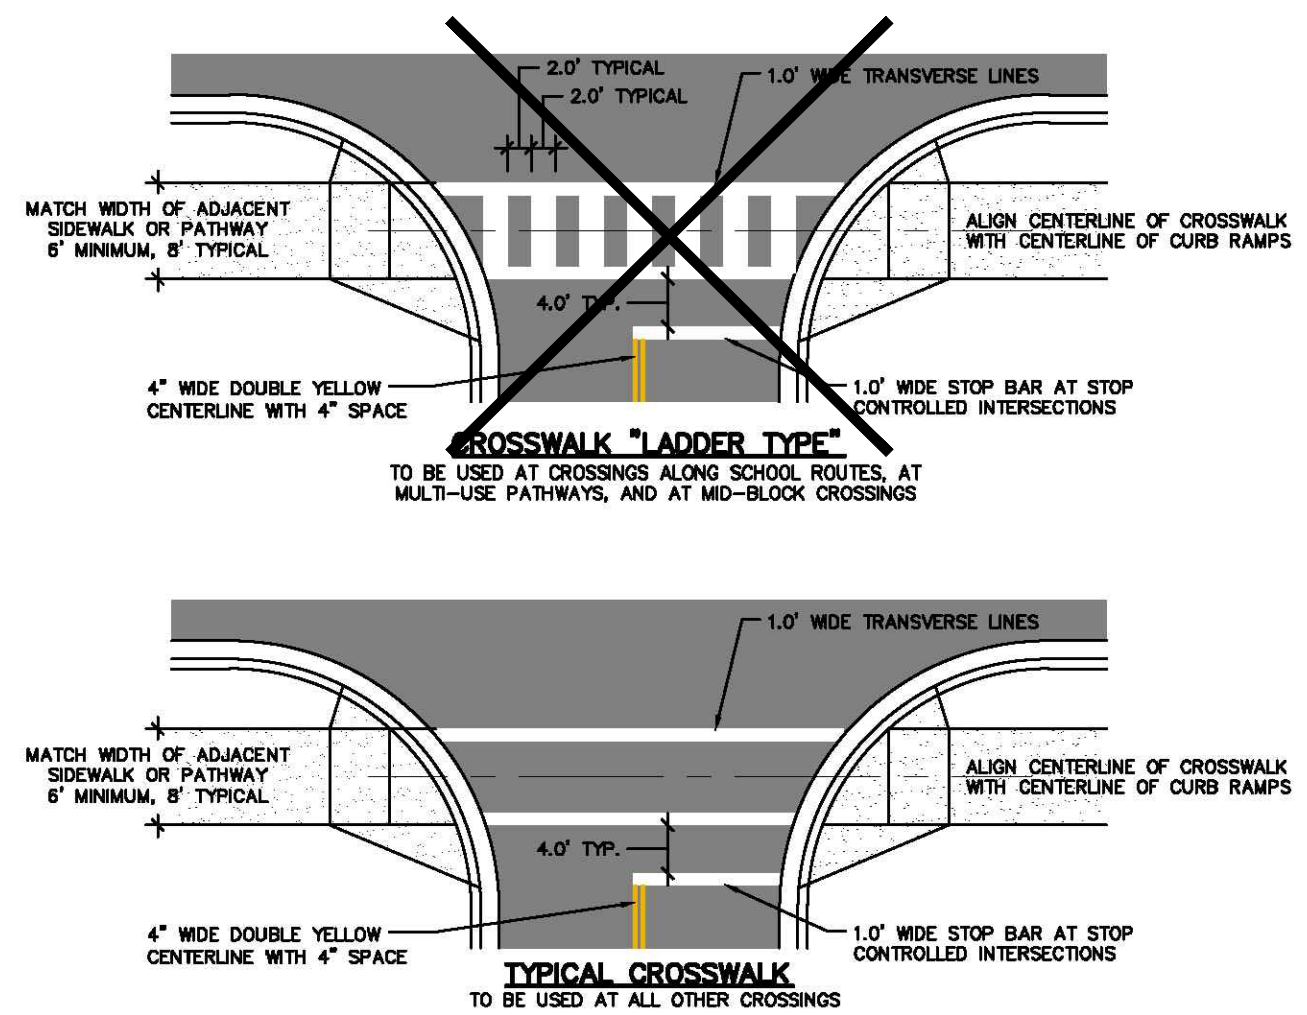 2.0' TYPICAL
2.0' TYPICAL
1.0' WIDE TRANSVERSE LINES
MATCH WIDTH OF ADJACENT
SIDEWALK OR PATHWAY
6' MINIMUM, 8' TYPICAL
ALIGN CENTERLINE OF CROSSWALK
WITH CENTERLINE OF CURB RAMPS
4.0' TYP.
4" WIDE DOUBLE YELLOW
CENTERLINE WITH 4" SPACE
1.0' WIDE STOP BAR AT STOP
CONTROLLED INTERSECTIONS
CROSSWALK "LADDER TYPE"
TO BE USED AT CROSSINGS ALONG SCHOOL ROUTES, AT
MULTI-USE PATHWAYS, AND AT MID-BLOCK CROSSINGS
1.0' WIDE TRANSVERSE LINES
MATCH WIDTH OF ADJACENT
SIDEWALK OR PATHWAY
6' MINIMUM, 8' TYPICAL
ALIGN CENTERLINE OF CROSSWALK
WITH CENTERLINE OF CURB RAMPS
4.0' TYP.
4" WIDE DOUBLE YELLOW
CENTERLINE WITH 4" SPACE
1.0' WIDE STOP BAR AT STOP
CONTROLLED INTERSECTIONS
TYPICAL CROSSWALK
TO BE USED AT ALL OTHER CROSSINGS